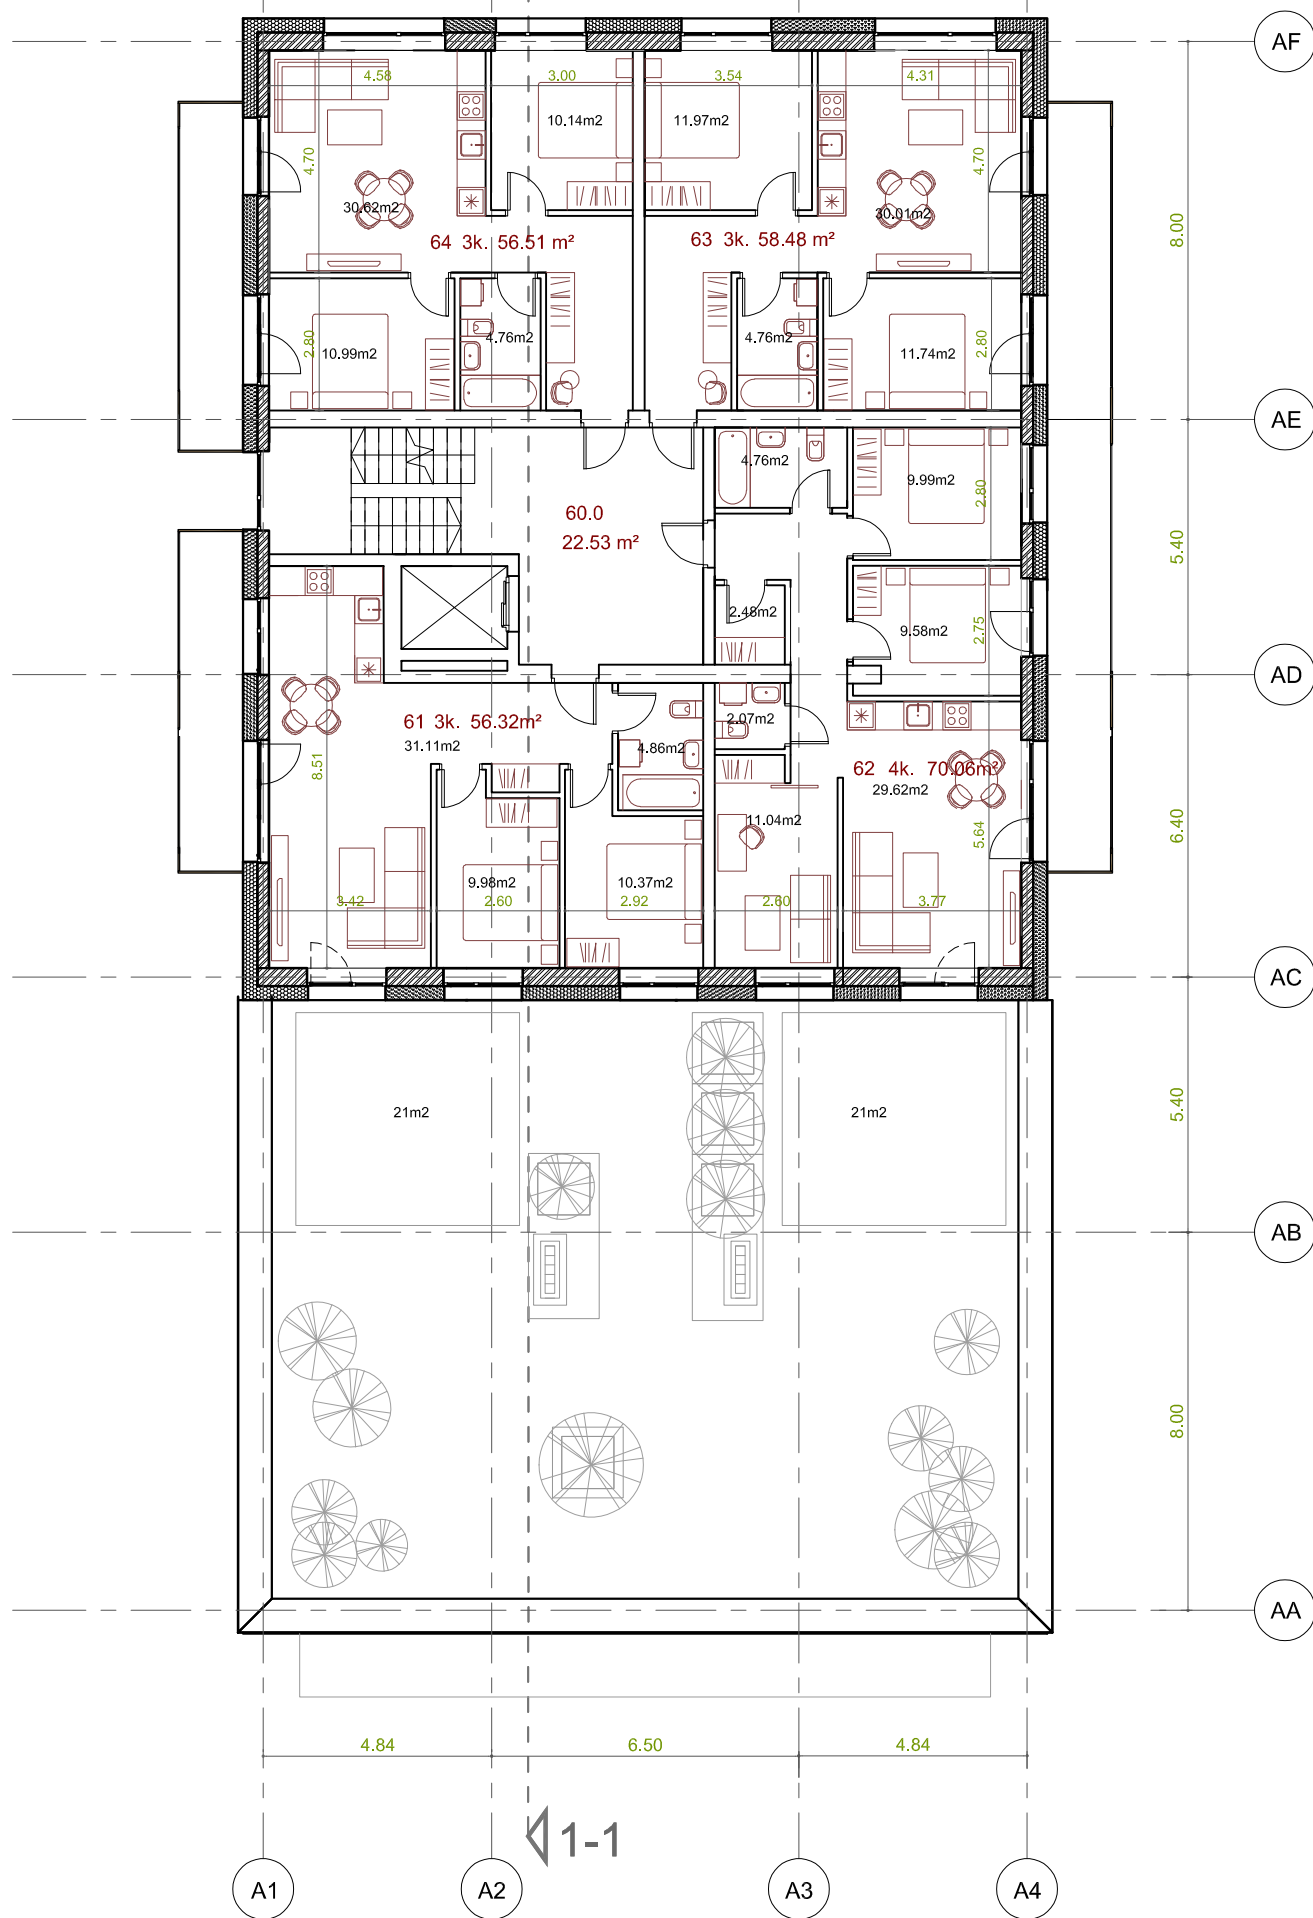 AF
4.58
3.00
3.54
4.31
10.14m2
11.97m2
4.70
4.70
30.62m2
30.01m2
64 3k. 56.51 m²
63 3k. 58.48 m²
8.00
2.80
10.99m2
4.76m2
4.76m2
11.74m2
2.80
AE
4.76m2
9.99m2
2.80
60.0
22.53 m²
5.40
2.48m2
9.58m2
2.75
AD
61 3k. 56.32m²
31.11m2
4.86m2
2.07m2
62 4k. 70.06m²
29.62m2
8.51
11.04m2
5.64
6.40
9.98m2
10.37m2
3.42
2.60
2.92
2.60
3.77
AC
21m2
21m2
5.40
AB
8.00
AA
4.84
6.50
4.84
1-1
A1
A2
A3
A4